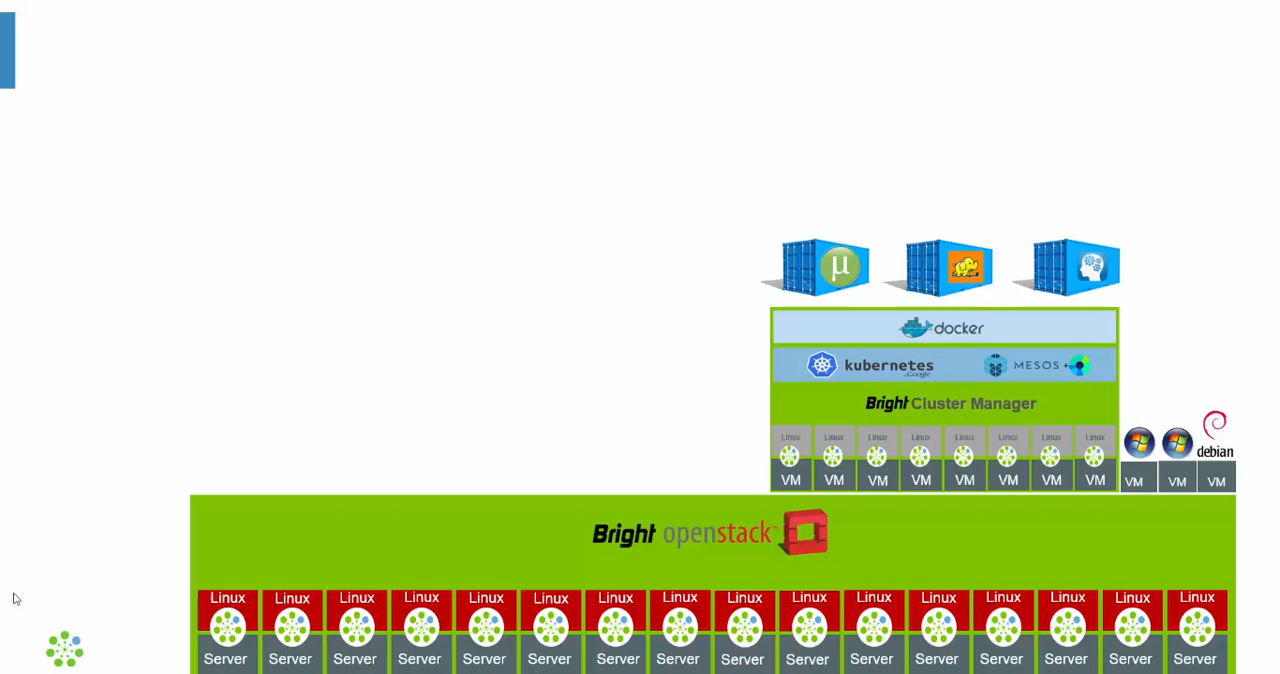 μ
docker
kubernetes
by Google
MESOS +
Bright Cluster Manager
Linux Linux Linux Linux Linux Linux Linux Linux
debian
VM VM VM VM VM VM VM VM VM VM VM
Bright openstack™
Linux Linux Linux Linux Linux Linux Linux Linux Linux Linux Linux Linux Linux Linux Linux Linux
Server Server Server Server Server Server Server Server Server Server Server Server Server Server Server Server